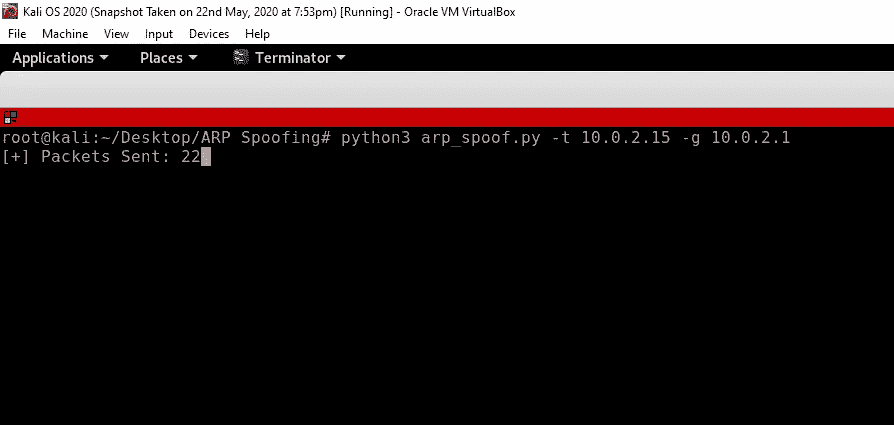 Kali OS 2020 (Snapshot Taken on 22nd May, 2020 at 7:53pm) [Running] - Oracle VM VirtualBox
File Machine View Input Devices Help
Applications Places Terminator
root@kali:~/Desktop/ARP Spoofing# python3 arp_spoof.py -t 10.0.2.15 -g 10.0.2.1
[+] Packets Sent: 22